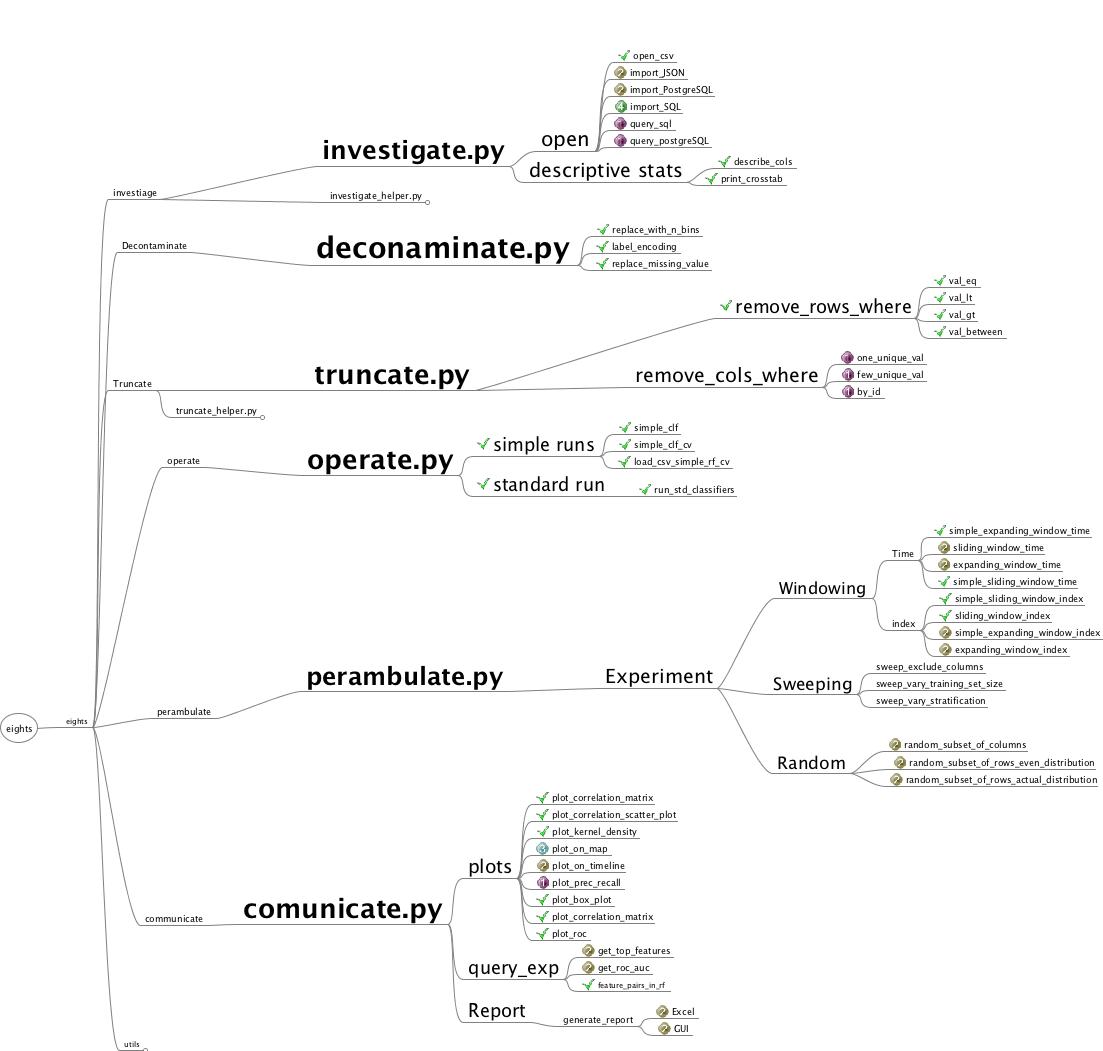 eights
eights
investiage
investigate.py
open
open_csv
import_JSON
import_PostgreSQL
import_SQL
query_sql
query_postgreSQL
descriptive stats
describe_cols
print_crosstab
investigate_helper.py
Decontaminate
deconaminate.py
replace_with_n_bins
label_encoding
replace_missing_value
Truncate
truncate.py
remove_rows_where
val_eq
val_lt
val_gt
val_between
remove_cols_where
one_unique_val
few_unique_val
by_id
truncate_helper.py
operate
operate.py
simple runs
simple_clf
simple_clf_cv
load_csv_simple_rf_cv
standard run
run_std_classifiers
perambulate
perambulate.py
Experiment
Windowing
Time
simple_expanding_window_time
sliding_window_time
expanding_window_time
simple_sliding_window_time
index
simple_sliding_window_index
sliding_window_index
simple_expanding_window_index
expanding_window_index
Sweeping
sweep_exclude_columns
sweep_vary_training_set_size
sweep_vary_stratification
Random
random_subset_of_columns
random_subset_of_rows_even_distribution
random_subset_of_rows_actual_distribution
communicate
comunicate.py
plots
plot_correlation_matrix
plot_correlation_scatter_plot
plot_kernel_density
3 plot_on_map
2 plot_on_timeline
1 plot_prec_recall
plot_box_plot
plot_correlation_matrix
plot_roc
query_exp
get_top_features
get_roc_auc
feature_pairs_in_rf
Report
generate_report
Excel
GUI
utils